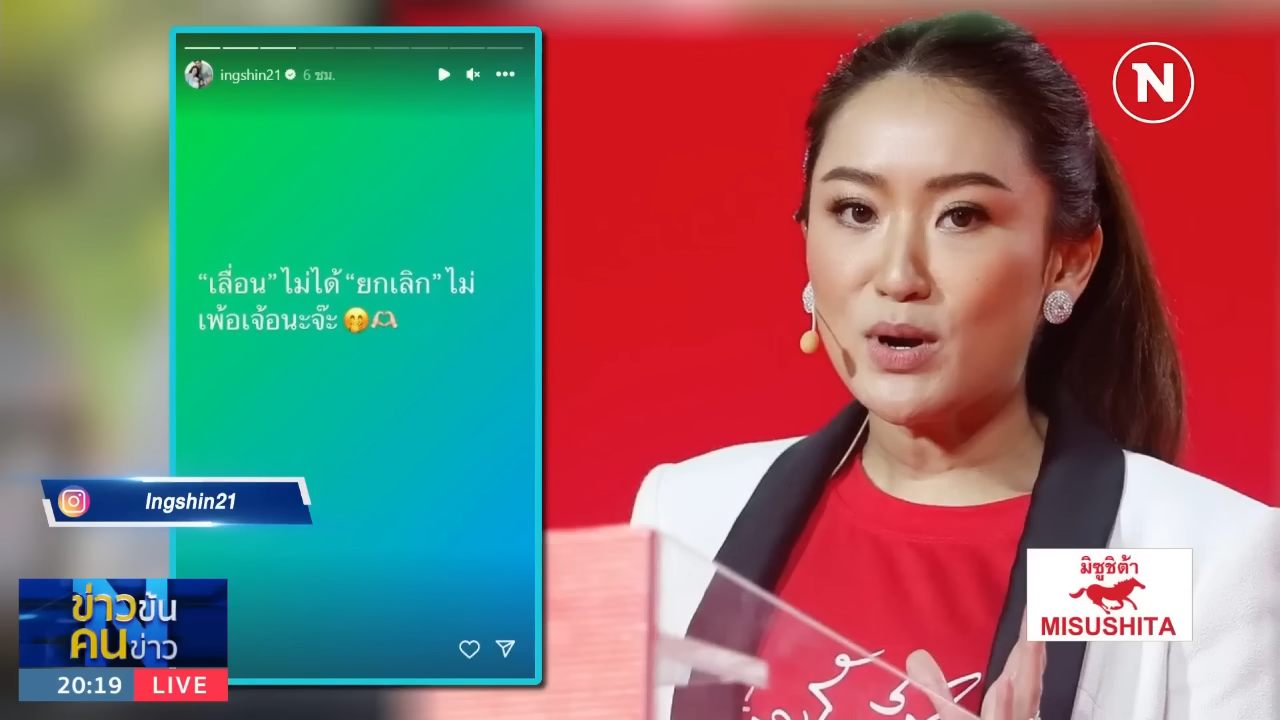 ingshin21 6 ชม.
“เลื่อน” ไม่ได้ “ยกเลิก” ไม่
เพ้อเจ้อนะจ๊ะ 🤭🫶
Ingshin21
ข่าวข้น
คนข่าว
20:19 LIVE
N
มิซูชิต้า
MISUSHITA